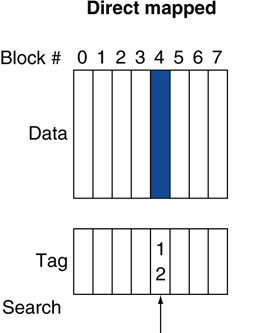 Direct mapped
Block # 0 1 2 3 4 5 6 7
Data
Tag
1
2
Search